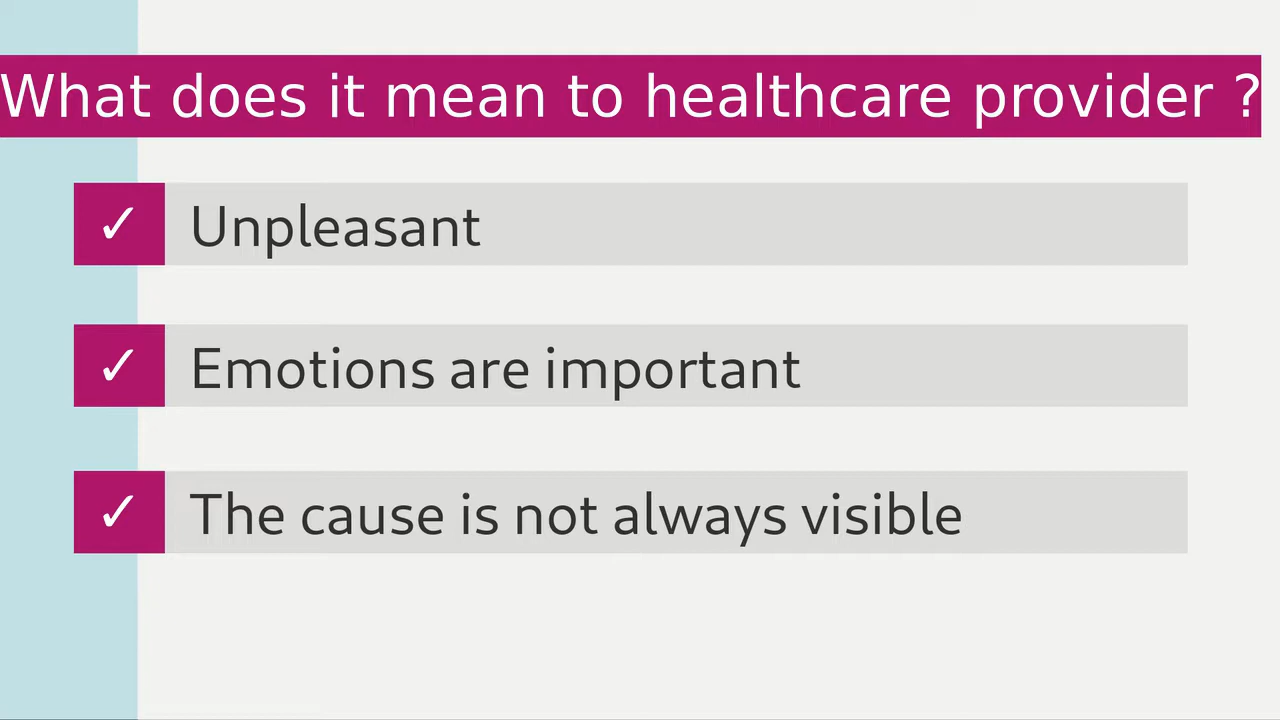 What does it mean to healthcare provider ?
✓ Unpleasant
✓ Emotions are important
✓ The cause is not always visible